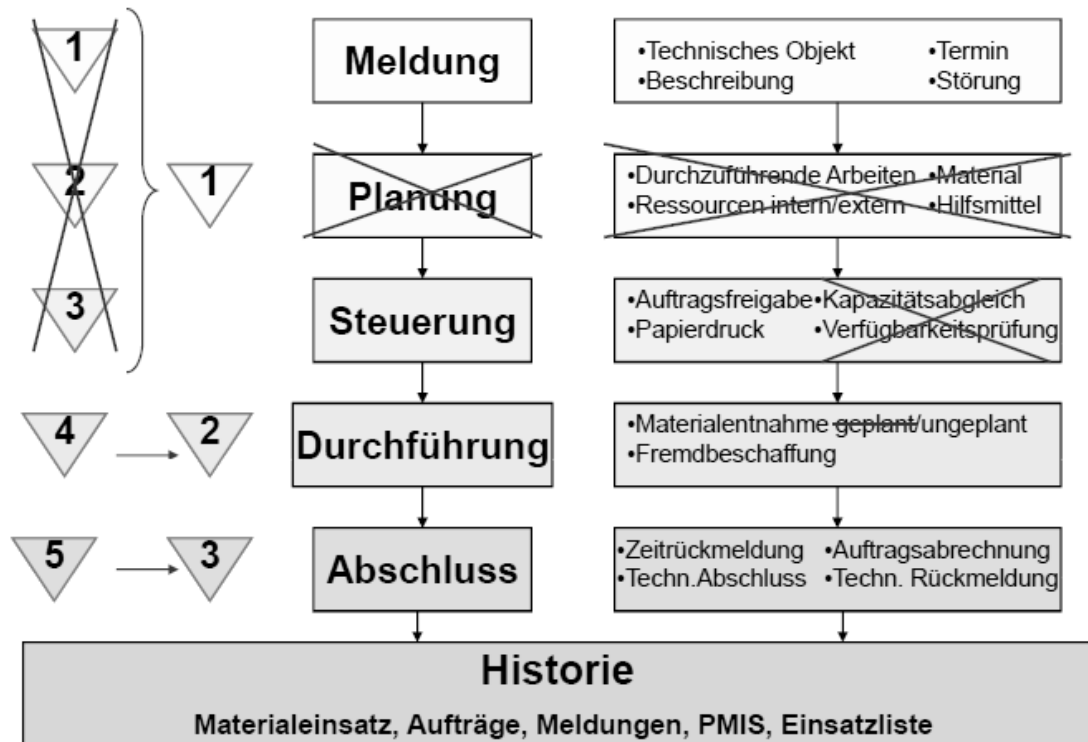 1
Meldung
•Technisches Objekt •Termin
•Beschreibung •Störung
2
1
Planung
•Durchzuführende Arbeiten •Material
•Ressourcen intern/extern •Hilfsmittel
3
Steuerung
•Auftragsfreigabe •Kapazitätsabgleich
•Papierdruck •Verfügbarkeitsprüfung
4
2
Durchführung
•Materialentnahme geplant/ungeplant
•Fremdbeschaffung
5
3
Abschluss
•Zeitrückmeldung •Auftragsabrechnung
•Techn.Abschluss •Techn. Rückmeldung
Historie
Materialeinsatz, Aufträge, Meldungen, PMIS, Einsatzliste